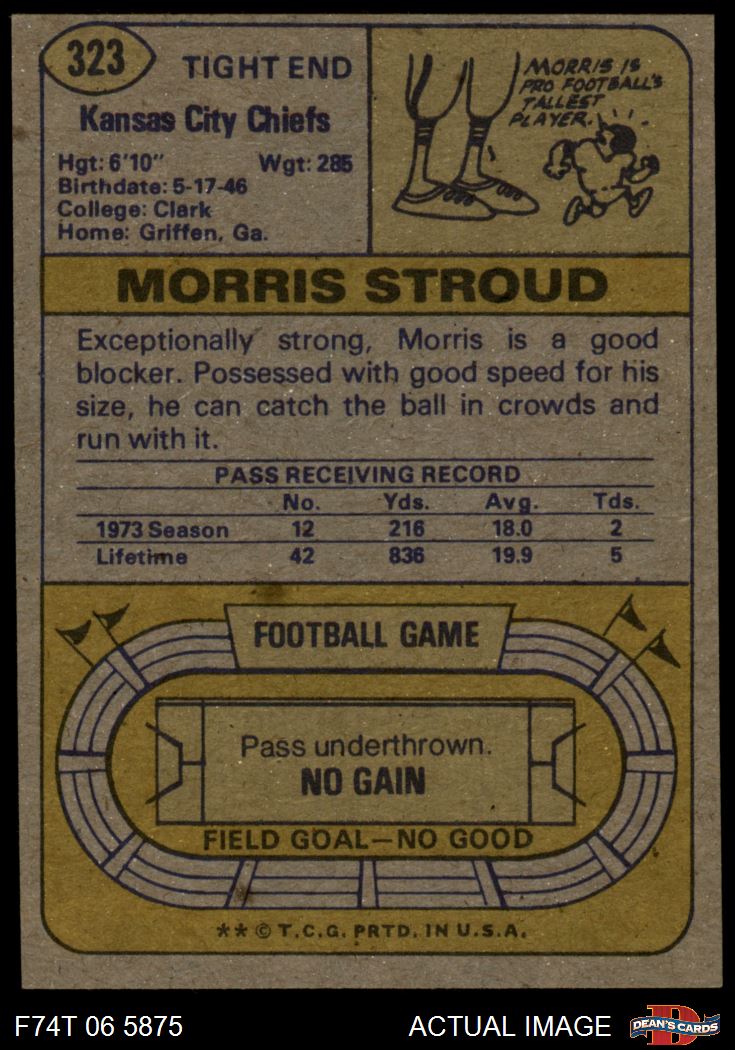 323
TIGHT END
Kansas City Chiefs
Hgt: 6'10" Wgt: 285
Birthdate: 5-17-46
College: Clark
Home: Griffen, Ga.
MORRIS IS
PRO FOOTBALL'S
TALLEST
PLAYER.
MORRIS STROUD
Exceptionally strong, Morris is a good
blocker. Possessed with good speed for his
size, he can catch the ball in crowds and
run with it.
PASS RECEIVING RECORD
No. Yds. Avg. Tds.
1973 Season 12 216 18.0 2
Lifetime 42 836 19.9 5
FOOTBALL GAME
Pass underthrown.
NO GAIN
FIELD GOAL—NO GOOD
** © T.C.G. PRTD. IN U.S.A.
F74T 06 5875 ACTUAL IMAGE
DEAN'S CARDS